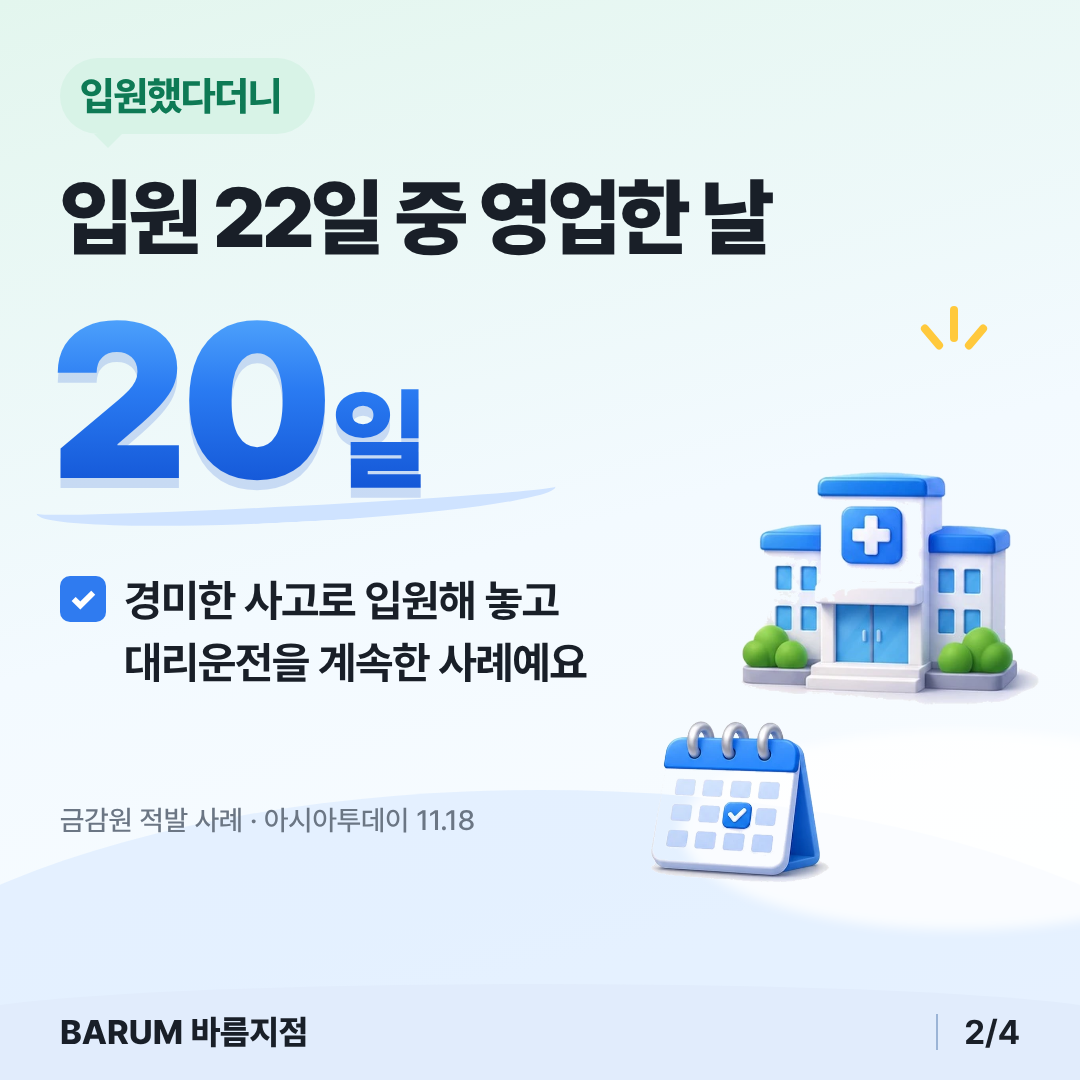 입원했다더니
입원 22일 중 영업한 날
20일
경미한 사고로 입원해 놓고
대리운전을 계속한 사례예요
금감원 적발 사례 · 아시아투데이 11.18
BARUM 바름지점
2/4